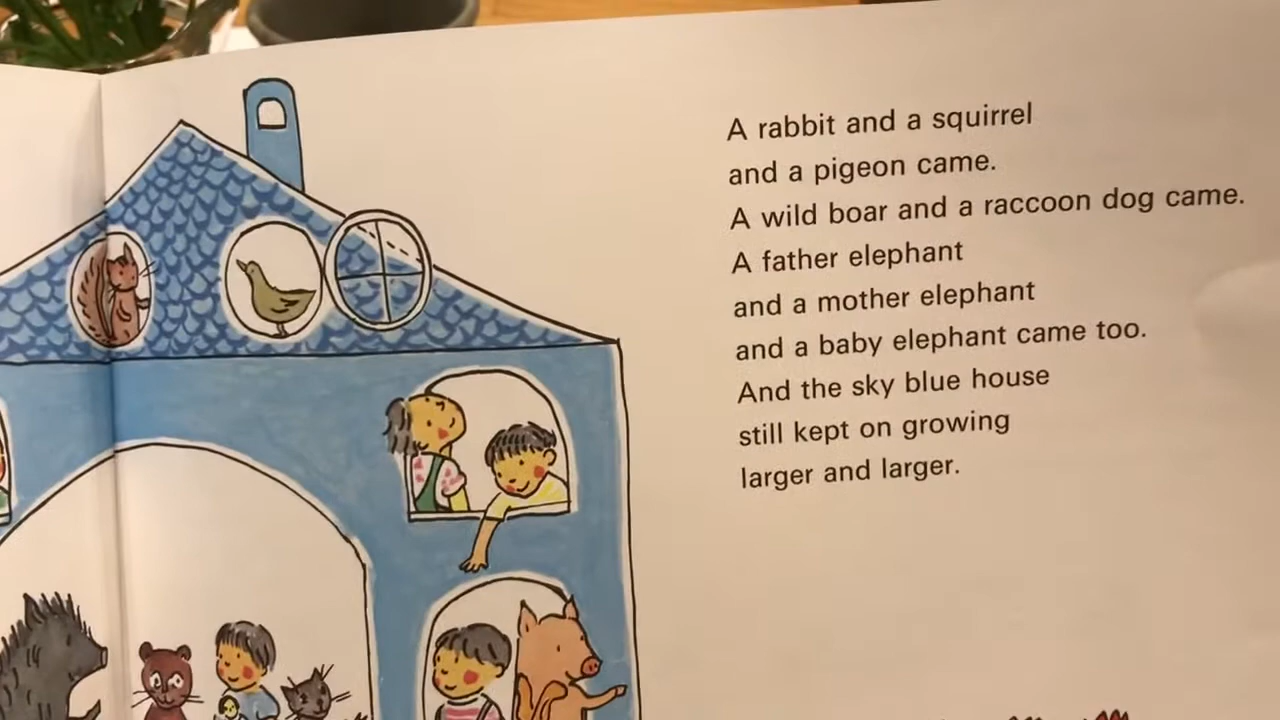 A rabbit and a squirrel
and a pigeon came.
A wild boar and a raccoon dog came.
A father elephant
and a mother elephant
and a baby elephant came too.
And the sky blue house
still kept on growing
larger and larger.